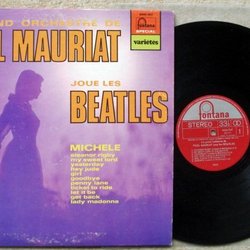 ND ORCHESTRE DE
L MAURIAT
fontana
SPECIAL
varietes
JOUE LES
BEATLES
MICHELE
eleanor rigby
my sweet lord
yesterday
hey jude
girl
goodbye
penny lane
ticket to ride
let it be
get back
lady madonna
fontana
STEREO
33